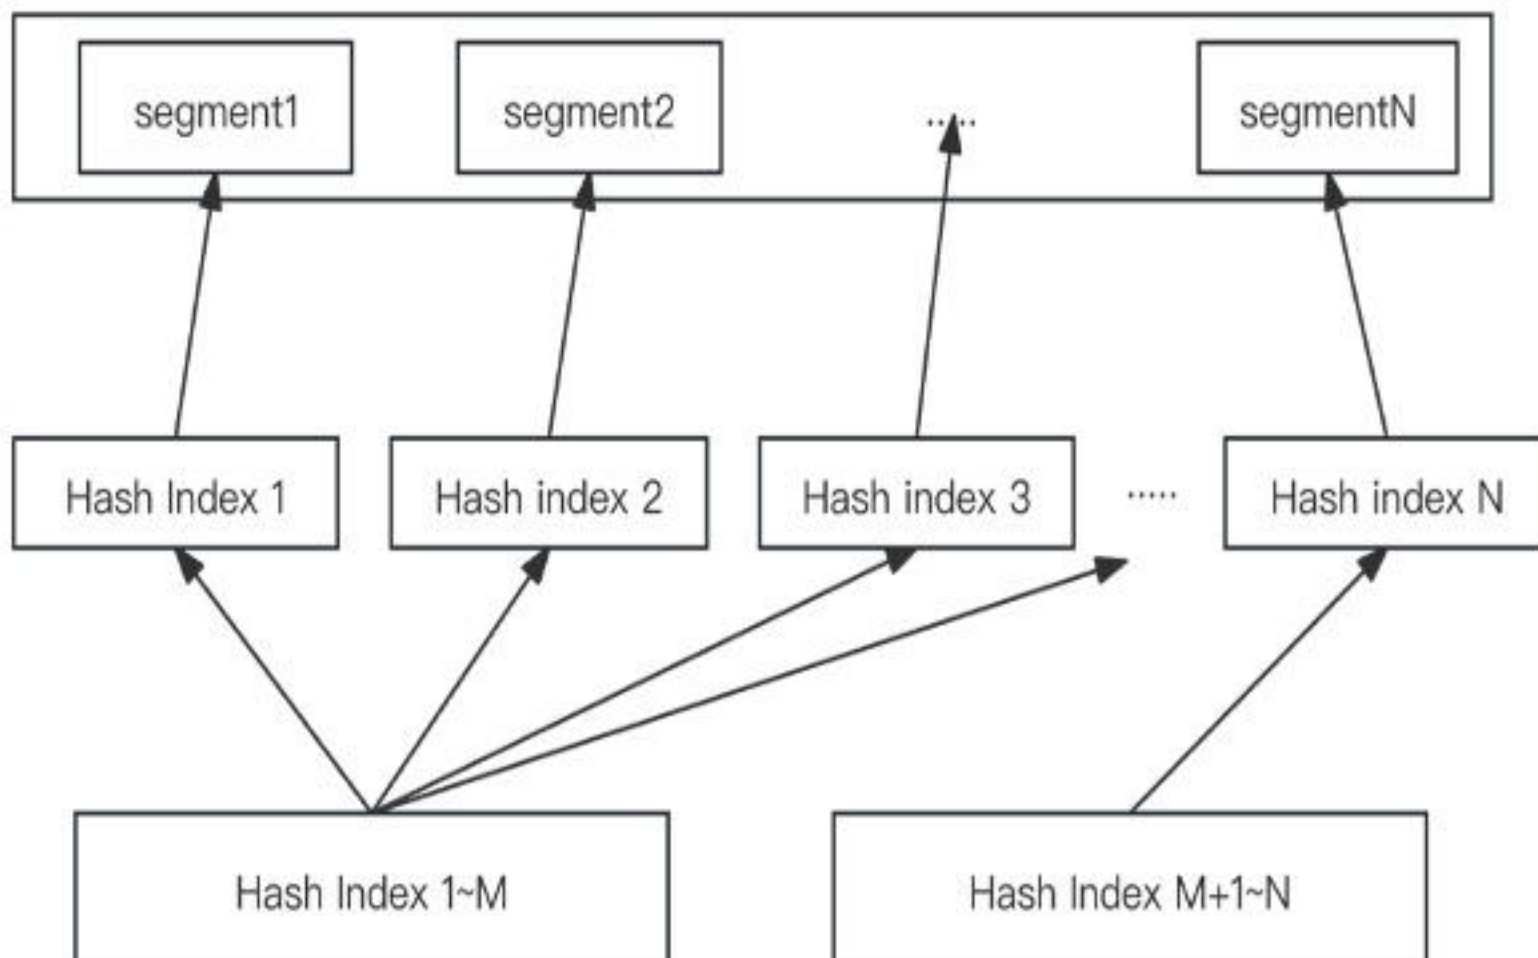 segment1 segment2 ..... segmentN
Hash Index 1 Hash index 2 Hash index 3 ..... Hash index N
Hash Index 1~M Hash Index M+1~N